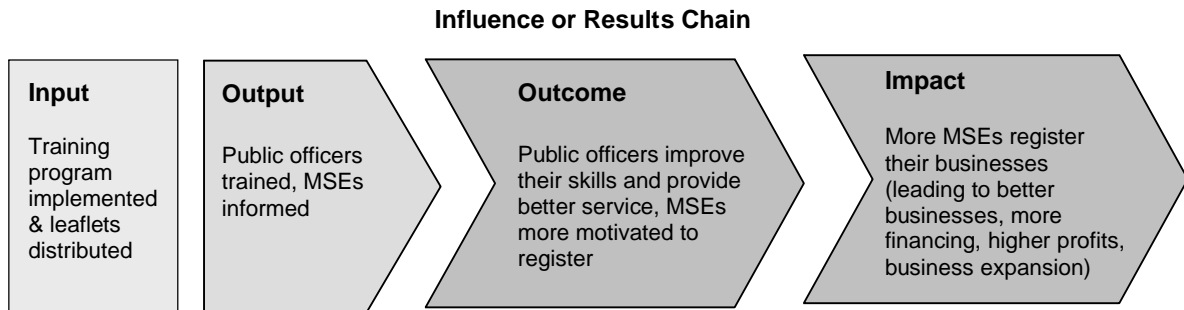 Influence or Results Chain
Input
Training
program
implemented
& leaflets
distributed
Output
Public officers
trained, MSEs
informed
Outcome
Public officers improve
their skills and provide
better service, MSEs
more motivated to
register
Impact
More MSEs register
their businesses
(leading to better
businesses, more
financing, higher profits,
business expansion)